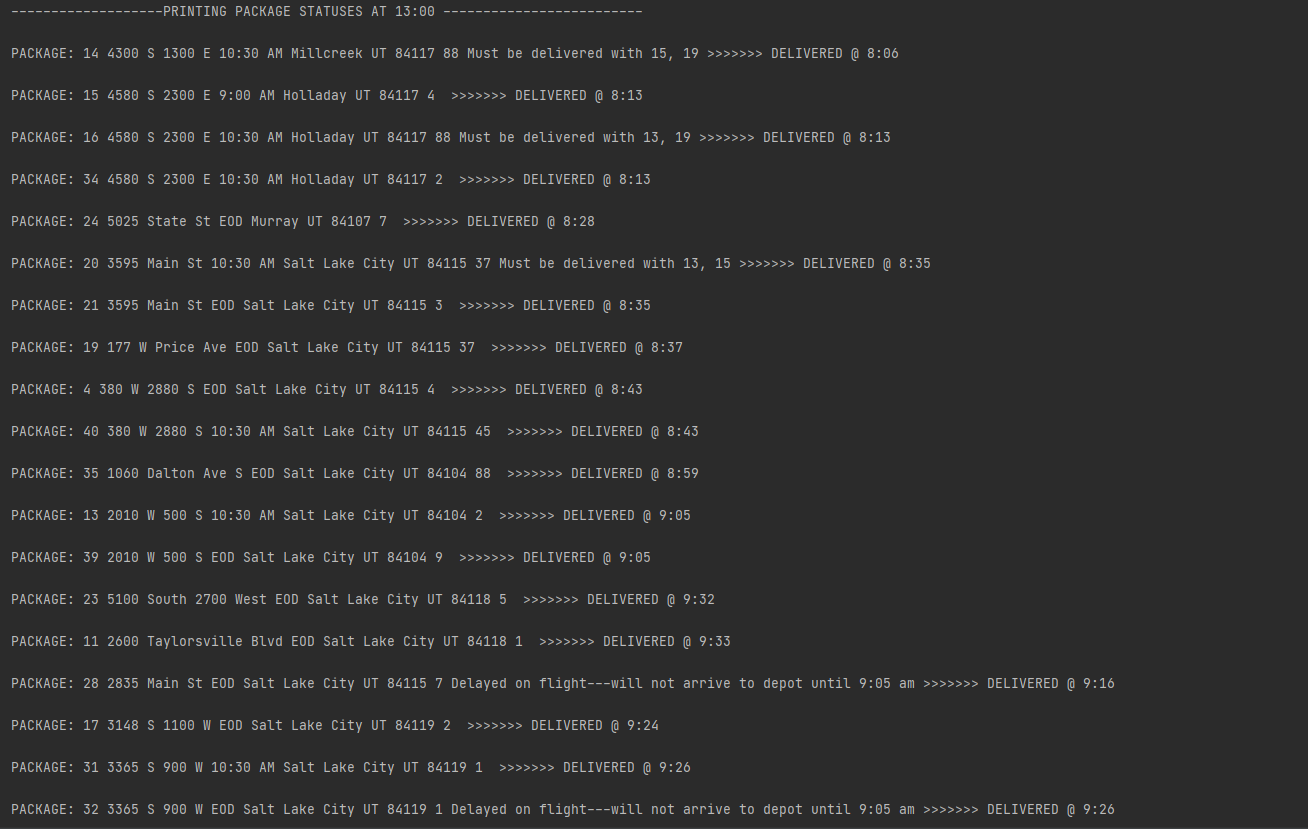 -------------------PRINTING PACKAGE STATUSES AT 13:00 -------------------------
PACKAGE: 14 4300 S 1300 E 10:30 AM Millcreek UT 84117 88 Must be delivered with 15, 19 >>>>>>> DELIVERED @ 8:06
PACKAGE: 15 4580 S 2300 E 9:00 AM Holladay UT 84117 4  >>>>>>> DELIVERED @ 8:13
PACKAGE: 16 4580 S 2300 E 10:30 AM Holladay UT 84117 88 Must be delivered with 13, 19 >>>>>>> DELIVERED @ 8:13
PACKAGE: 34 4580 S 2300 E 10:30 AM Holladay UT 84117 2  >>>>>>> DELIVERED @ 8:13
PACKAGE: 24 5025 State St EOD Murray UT 84107 7  >>>>>>> DELIVERED @ 8:28
PACKAGE: 20 3595 Main St 10:30 AM Salt Lake City UT 84115 37 Must be delivered with 13, 15 >>>>>>> DELIVERED @ 8:35
PACKAGE: 21 3595 Main St EOD Salt Lake City UT 84115 3  >>>>>>> DELIVERED @ 8:35
PACKAGE: 19 177 W Price Ave EOD Salt Lake City UT 84115 37  >>>>>>> DELIVERED @ 8:37
PACKAGE: 4 380 W 2880 S EOD Salt Lake City UT 84115 4  >>>>>>> DELIVERED @ 8:43
PACKAGE: 40 380 W 2880 S 10:30 AM Salt Lake City UT 84115 45  >>>>>>> DELIVERED @ 8:43
PACKAGE: 35 1060 Dalton Ave S EOD Salt Lake City UT 84104 88  >>>>>>> DELIVERED @ 8:59
PACKAGE: 13 2010 W 500 S 10:30 AM Salt Lake City UT 84104 2  >>>>>>> DELIVERED @ 9:05
PACKAGE: 39 2010 W 500 S EOD Salt Lake City UT 84104 9  >>>>>>> DELIVERED @ 9:05
PACKAGE: 23 5100 South 2700 West EOD Salt Lake City UT 84118 5  >>>>>>> DELIVERED @ 9:32
PACKAGE: 11 2600 Taylorsville Blvd EOD Salt Lake City UT 84118 1  >>>>>>> DELIVERED @ 9:33
PACKAGE: 28 2835 Main St EOD Salt Lake City UT 84115 7 Delayed on flight---will not arrive to depot until 9:05 am >>>>>>> DELIVERED @ 9:16
PACKAGE: 17 3148 S 1100 W EOD Salt Lake City UT 84119 2  >>>>>>> DELIVERED @ 9:24
PACKAGE: 31 3365 S 900 W 10:30 AM Salt Lake City UT 84119 1  >>>>>>> DELIVERED @ 9:26
PACKAGE: 32 3365 S 900 W EOD Salt Lake City UT 84119 1 Delayed on flight---will not arrive to depot until 9:05 am >>>>>>> DELIVERED @ 9:26